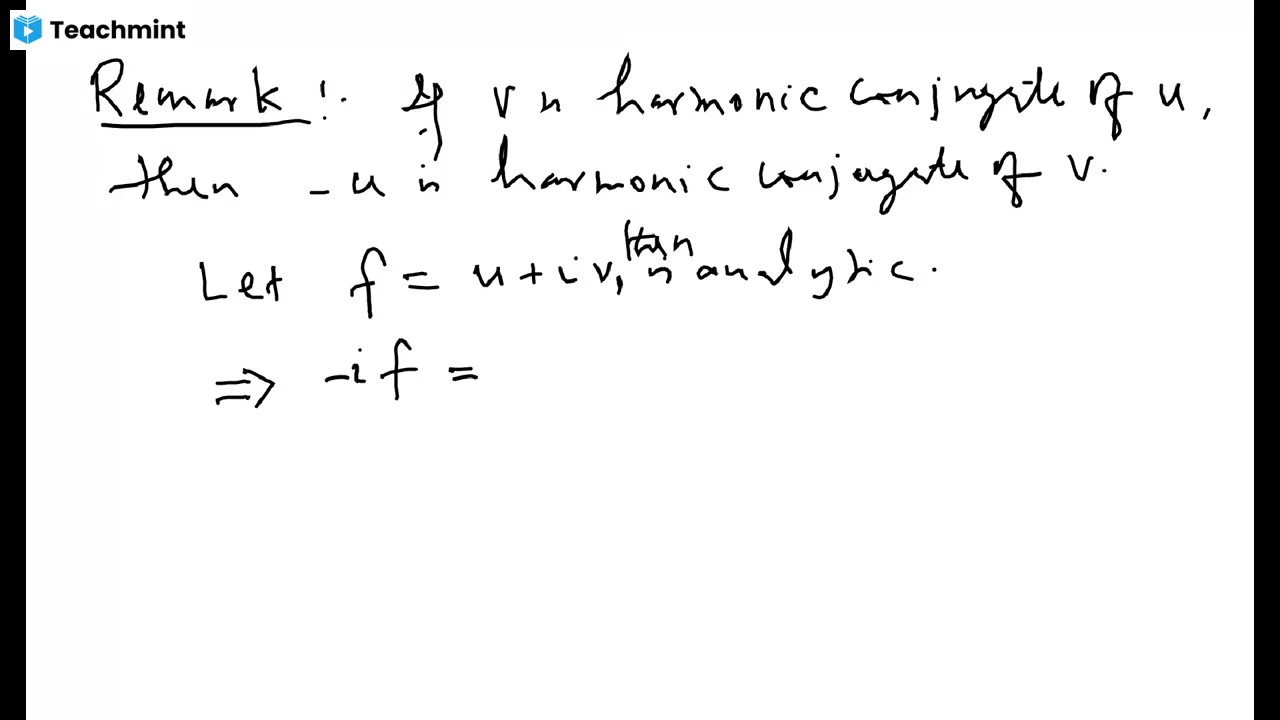 Teachmint
Remark :. If v is harmonic conjugate of u,
then -u is harmonic conjugate of v.
Let f = u + iv, then is analytic.
⇒ -if =